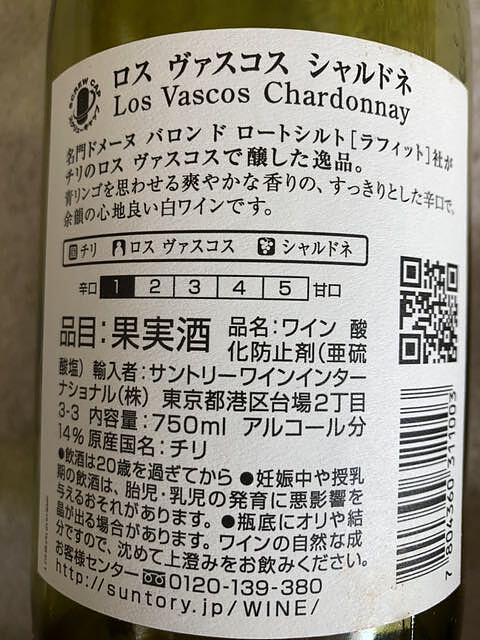 SCREW CAP
ロス ヴァスコス シャルドネ
Los Vascos Chardonnay
名門ドメーヌ バロン ド ロートシルト[ラフィット]社が
チリのロス ヴァスコスで醸した逸品。
青リンゴを思わせる爽やかな香りの、すっきりとした辛口で、
余韻の心地良い白ワインです。
チリ ロス ヴァスコス シャルドネ
辛口 1 2 3 4 5 甘口
品目:果実酒 品名:ワイン 酸
化防止剤(亜硫
酸塩) 輸入者:サントリーワインインター
ナショナル(株) 東京都港区台場2丁目
3-3 内容量:750ml アルコール分
14% 原産国名:チリ
●飲酒は20歳を過ぎてから ●妊娠中や授乳
期の飲酒は、胎児・乳児の発育に悪影響を
与えるおそれがあります。●瓶底にオリや結
晶が出る場合があります。ワインの自然な成
分ですので、沈めて上澄みをお飲みください。
お客様センター 0120-139-380
http://suntory.jp/WINE/
7 804360 311003